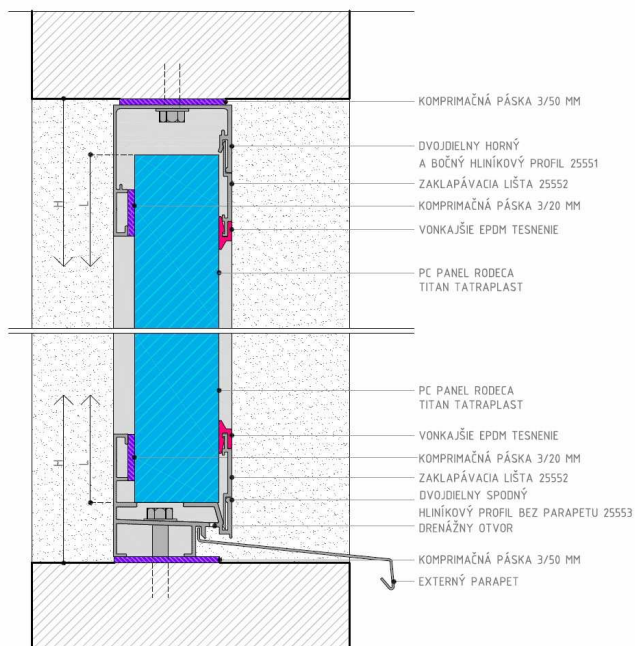 KOMPRIMAČNÁ PÁSKA 3/50 MM
DVOJDIELNY HORNÝ
A BOČNÝ HLINÍKOVÝ PROFIL 25551
ZAKLAPÁVACIA LIŠTA 25552
KOMPRIMAČNÁ PÁSKA 3/20 MM
VONKAJŠIE EPDM TESNENIE
H
L
PC PANEL RODECA
TITAN TATRAPLAST
PC PANEL RODECA
TITAN TATRAPLAST
VONKAJŠIE EPDM TESNENIE
H
L
KOMPRIMAČNÁ PÁSKA 3/20 MM
ZAKLAPÁVACIA LIŠTA 25552
DVOJDIELNY SPODNÝ
HLINÍKOVÝ PROFIL BEZ PARAPETU 25553
DRENÁŽNY OTVOR
KOMPRIMAČNÁ PÁSKA 3/50 MM
EXTERNÝ PARAPET